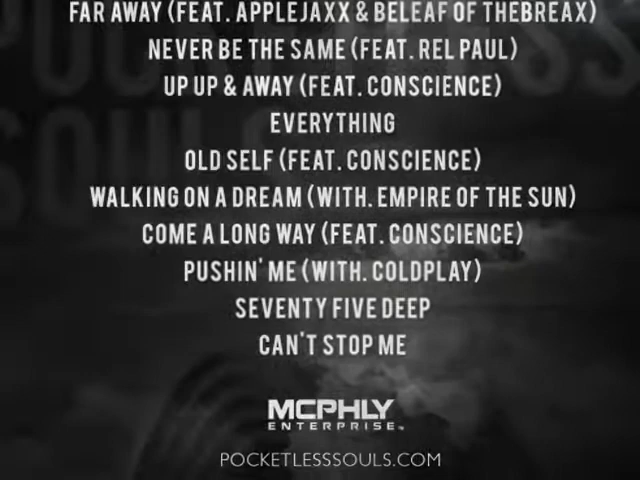 FAR AWAY (FEAT. APPLEJAXX & BELEAF OF THEBREAX)
NEVER BE THE SAME (FEAT. REL PAUL)
UP UP & AWAY (FEAT. CONSCIENCE)
EVERYTHING
OLD SELF (FEAT. CONSCIENCE)
WALKING ON A DREAM (WITH. EMPIRE OF THE SUN)
COME A LONG WAY (FEAT. CONSCIENCE)
PUSHIN' ME (WITH. COLDPLAY)
SEVENTY FIVE DEEP
CAN'T STOP ME
MCPHLY
ENTERPRISE™
POCKETLESSSOULS.COM